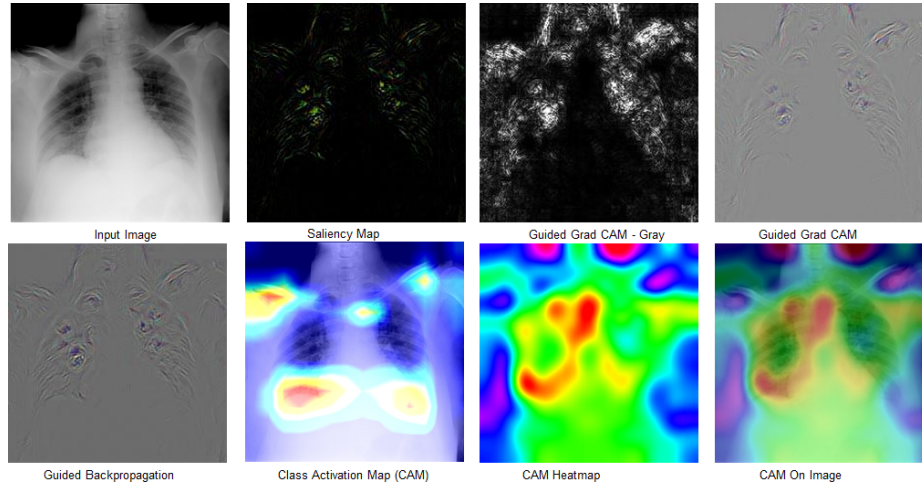 Input Image
Saliency Map
Guided Grad CAM - Gray
Guided Grad CAM
Guided Backpropagation
Class Activation Map (CAM)
CAM Heatmap
CAM On Image